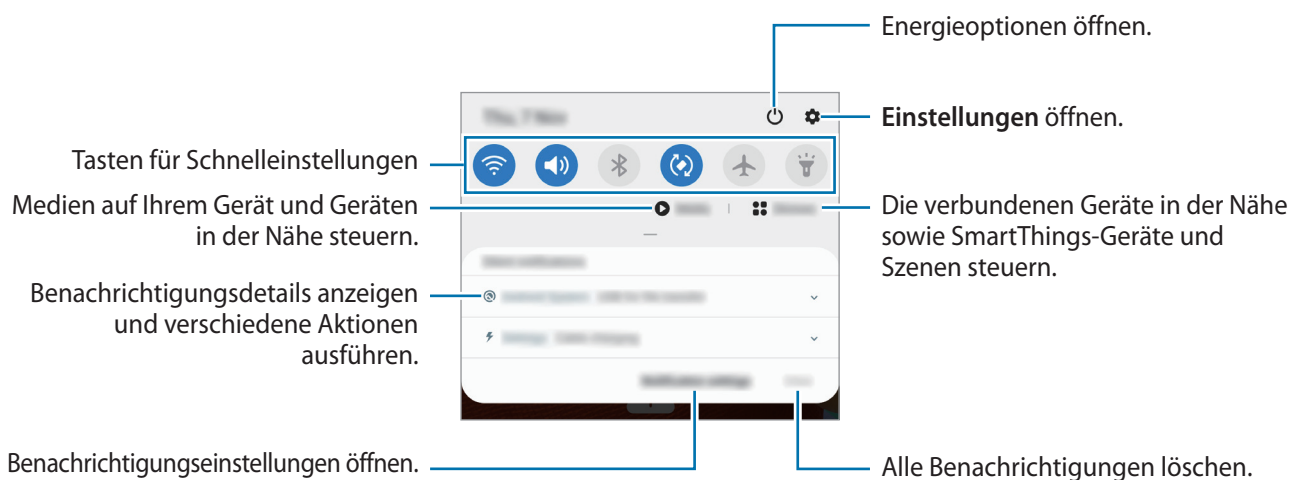 Energieoptionen öffnen.
Einstellungen öffnen.
Tasten für Schnelleinstellungen
Medien auf Ihrem Gerät und Geräten
in der Nähe steuern.
Die verbundenen Geräte in der Nähe
sowie SmartThings-Geräte und
Szenen steuern.
Benachrichtigungsdetails anzeigen
und verschiedene Aktionen
ausführen.
Benachrichtigungseinstellungen öffnen.
Alle Benachrichtigungen löschen.